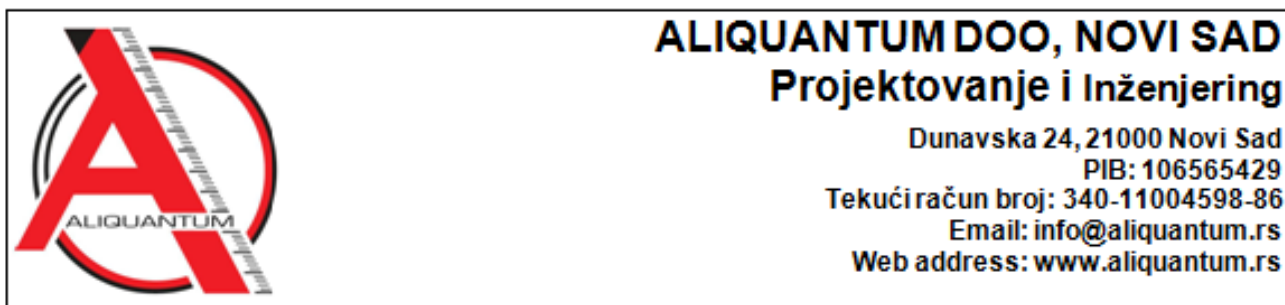 ALIQUANTUM
ALIQUANTUM DOO, NOVI SAD
Projektovanje i Inženjering
Dunavska 24, 21000 Novi Sad
PIB: 106565429
Tekući račun broj: 340-11004598-86
Email: info@aliquantum.rs
Web address: www.aliquantum.rs